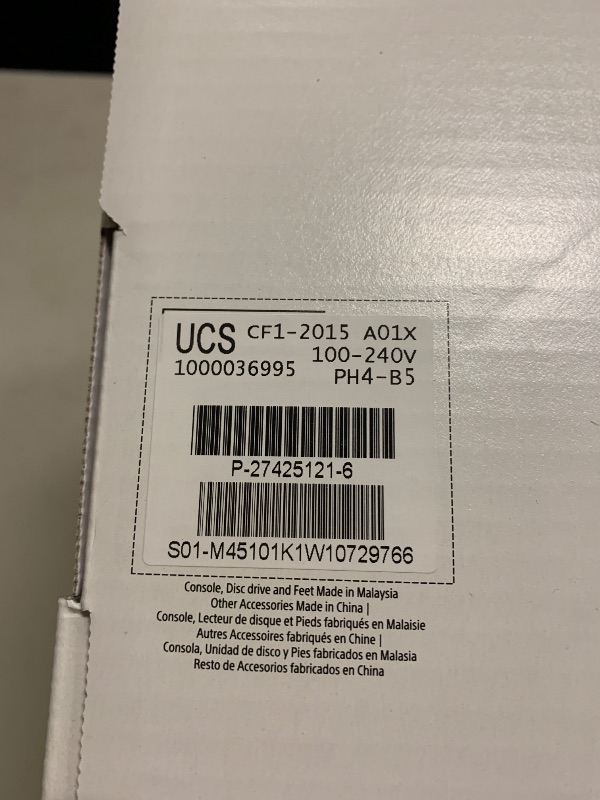 UCS CF1-2015 A01X
100-240V
1000036995 PH4-B5
P-27425121-6
S01-M45101K1W10729766
Console, Disc drive and Feet Made in Malaysia
Other Accessories Made in China |
Console, Lecteur de disque et Pieds fabriqués en Malaisie
Autres Accessoires fabriqués en Chine |
Consola, Unidad de disco y Pies fabricados en Malasia
Resto de Accesorios fabricados en China